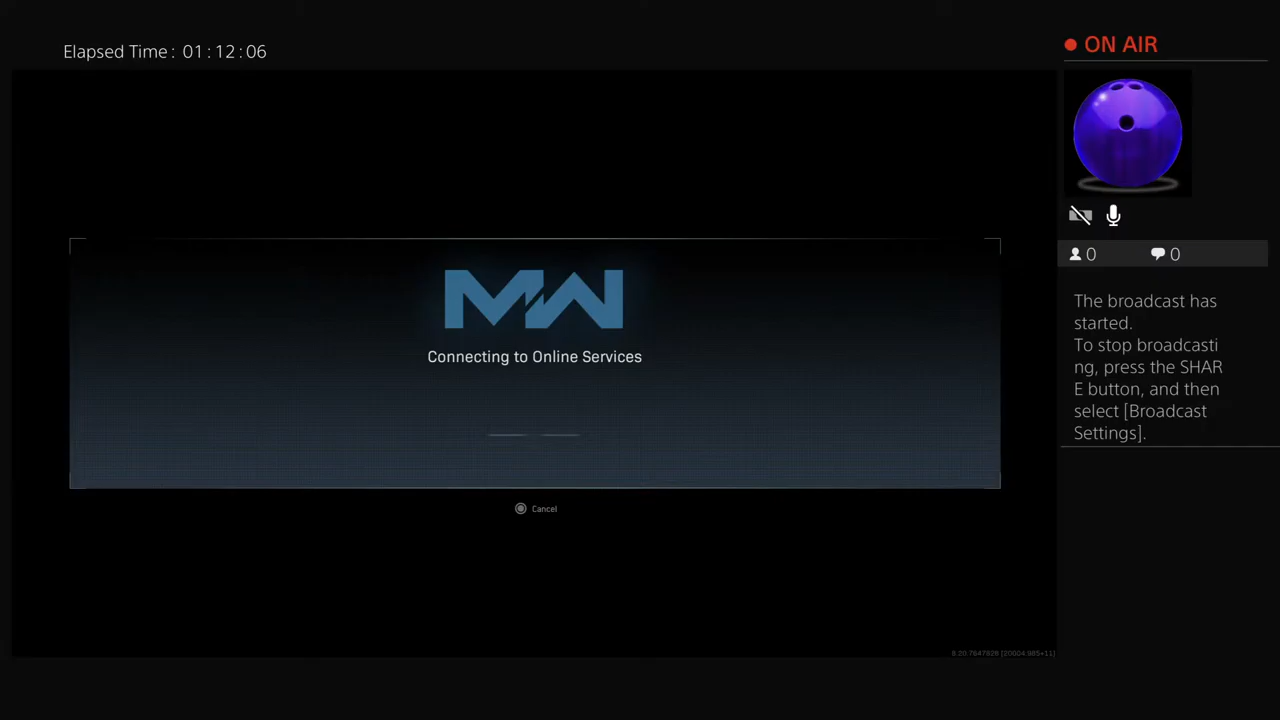 Elapsed Time: 01:12:06
ON AIR
0 0
The broadcast has
started.
To stop broadcasti
ng, press the SHAR
E button, and then
select [Broadcast
Settings].
MW
Connecting to Online Services
Cancel